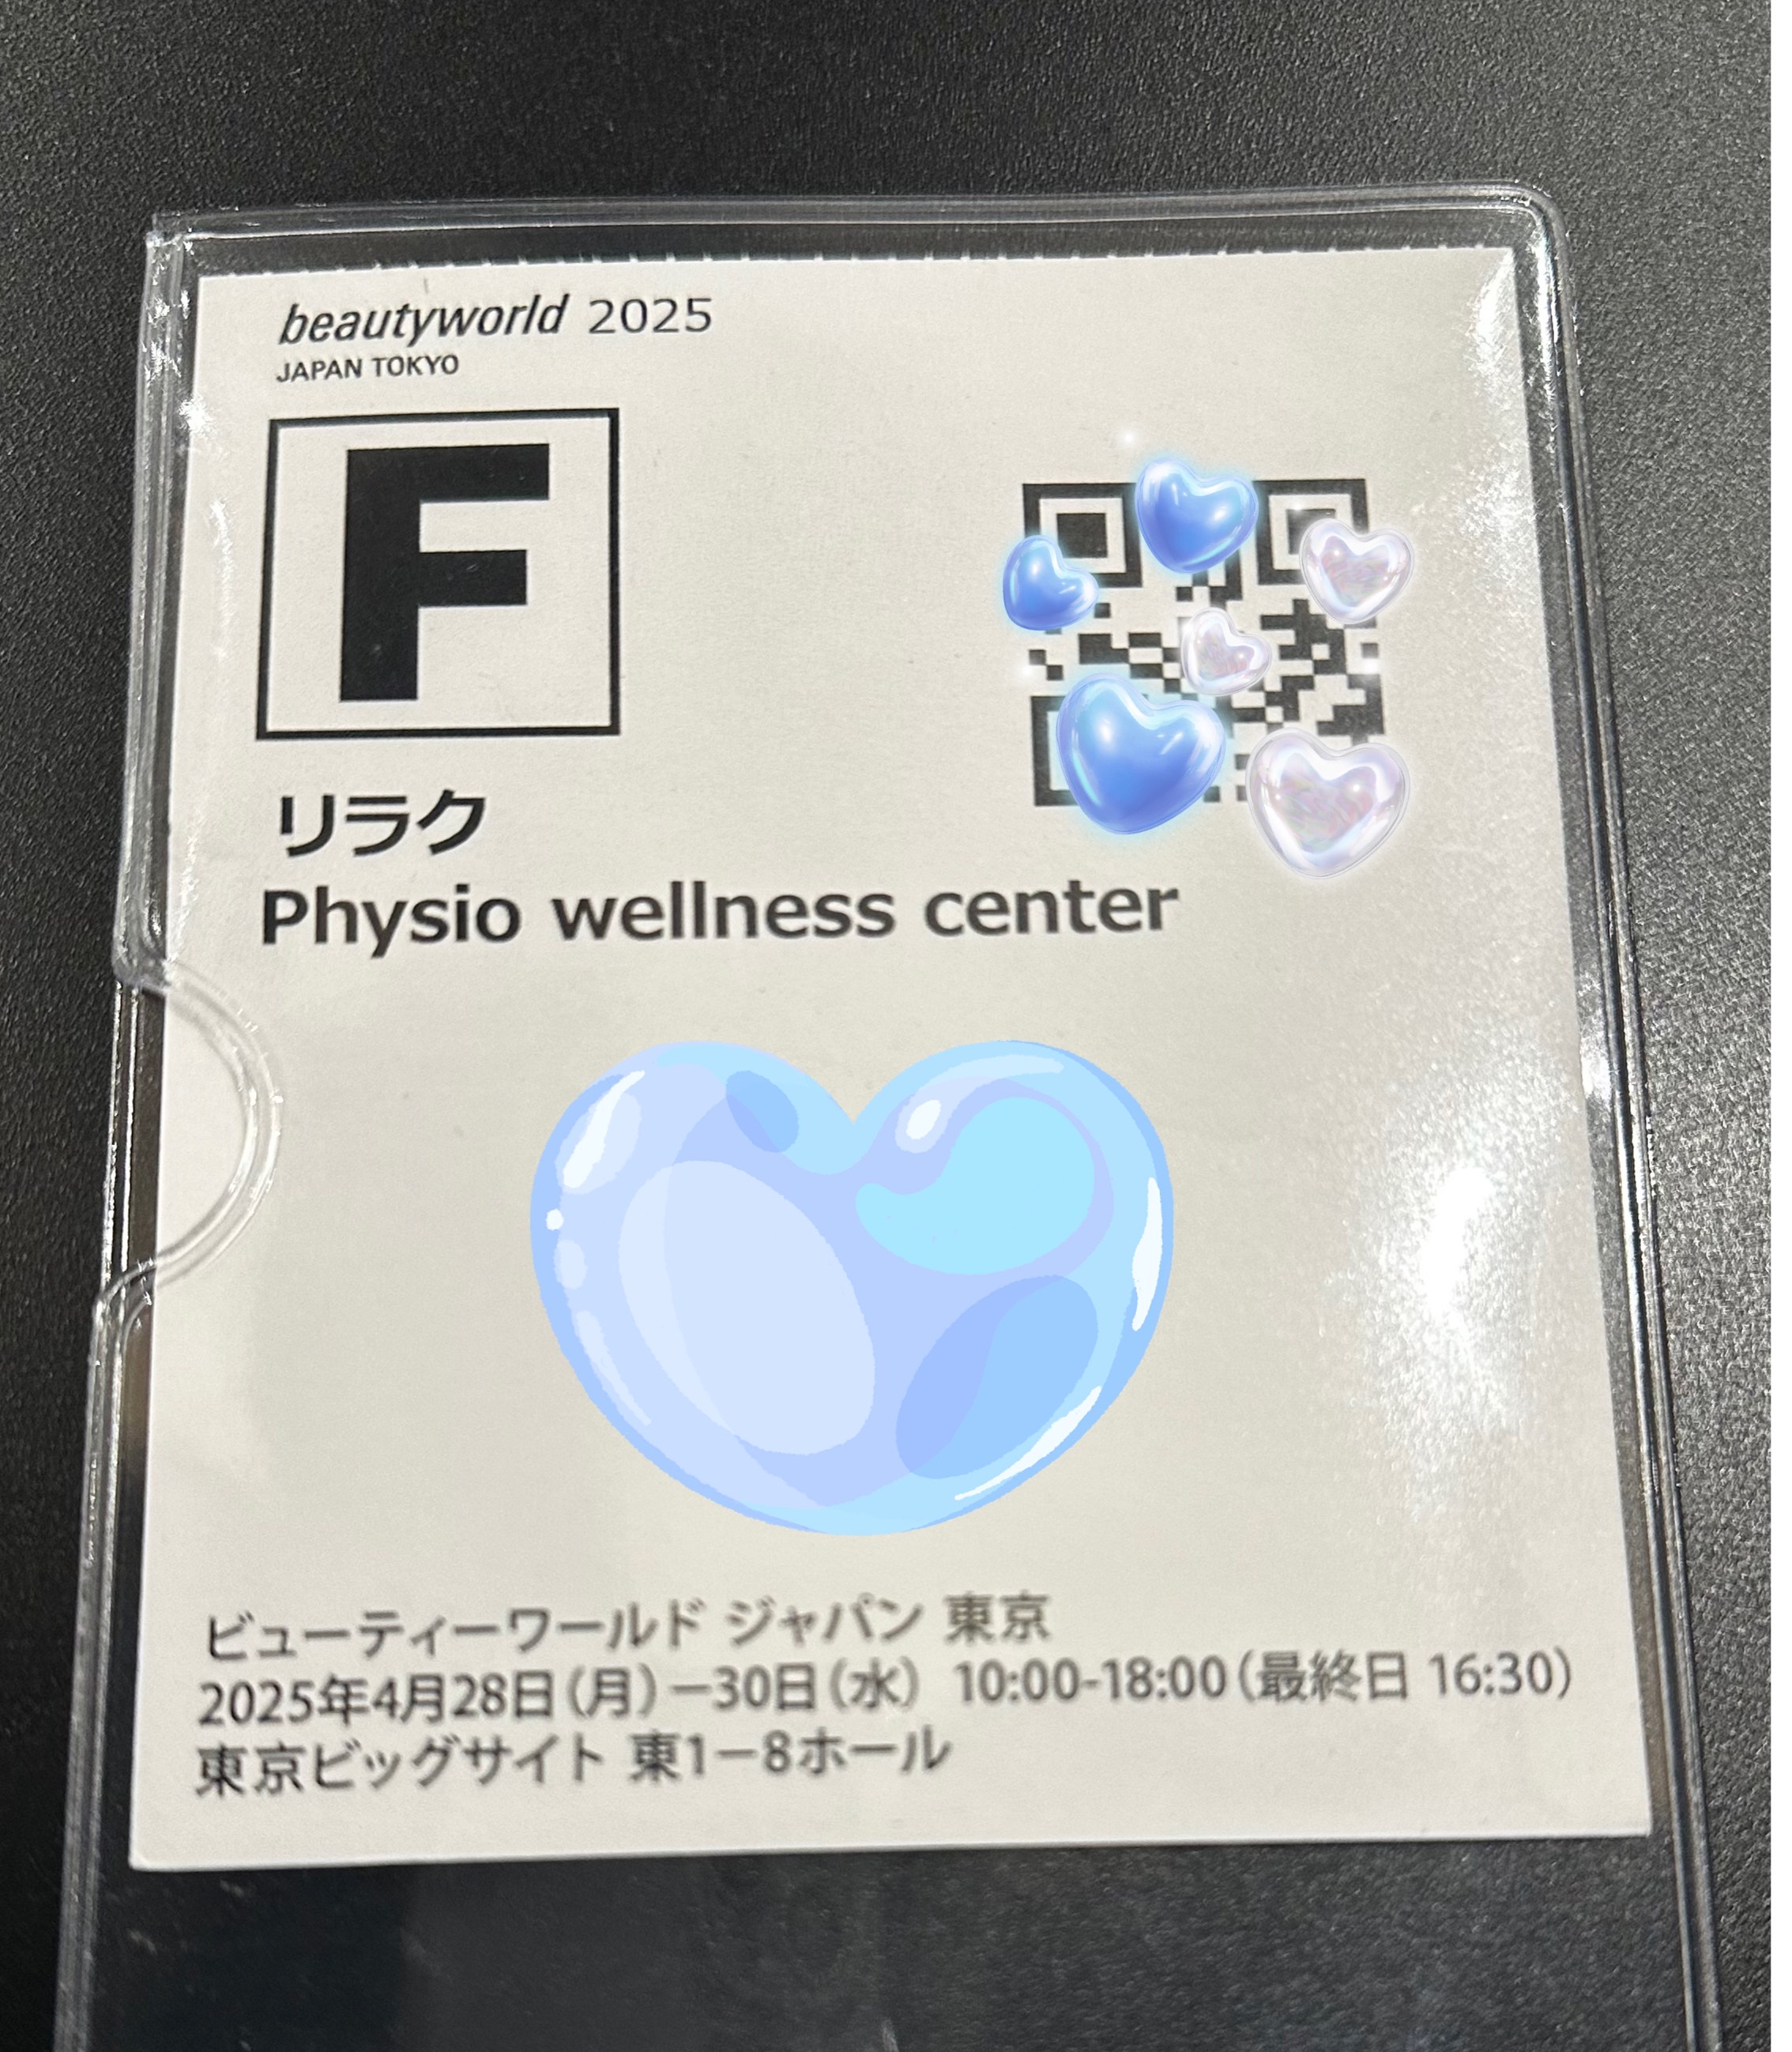 beautyworld 2025
JAPAN TOKYO
F
リラク
Physio wellness center
ビューティーワールド ジャパン 東京
2025年4月28日（月）－30日（水） 10:00-18:00（最終日 16:30）
東京ビッグサイト 東1－8ホール